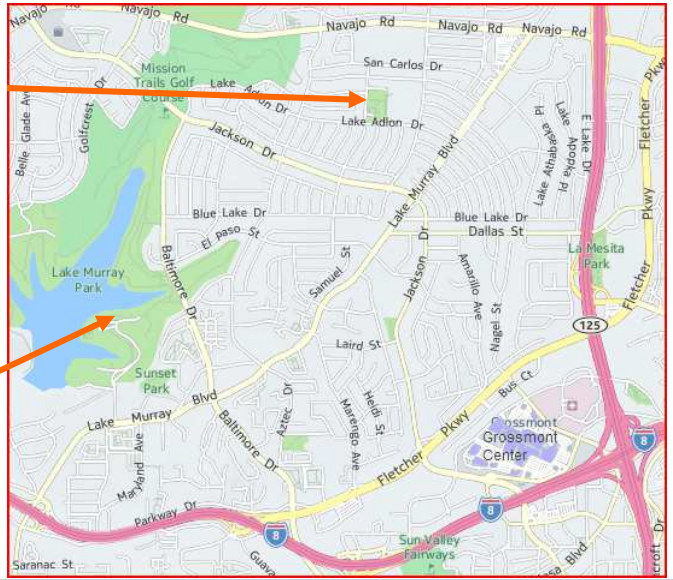 Navajo Rd
Navajo Rd
Navajo Rd
Navajo Rd
San Carlos Dr
Mission
Trails Golf
Course
Lake Adlon Dr
Lake Adlon Dr
Belle Glade Ave
Golfcrest Dr
Jackson Dr
Lake Murray Blvd
Lake Athabaska Pl
Lake Apopka Pl
E Lake Dr
Fletcher Pkwy
Pkwy
Blue Lake Dr
Blue Lake Dr
Dallas St
El Paso St
Baltimore Dr
Samuel St
Jackson Dr
Amarillo Ave
Nagel St
La Mesita
Park
Fletcher
Lake Murray
Park
125
Laird St
Sunset
Park
Bus Ct
Lake Murray Blvd
Aztec Dr
Heidi St
Marengo Ave
Fletcher Pkwy
Grossmont
Grossmont
Center
8
Baltimore Dr
Maryland Ave
Parkway Dr
8
8
Sun Valley
Fairways
Saranac St